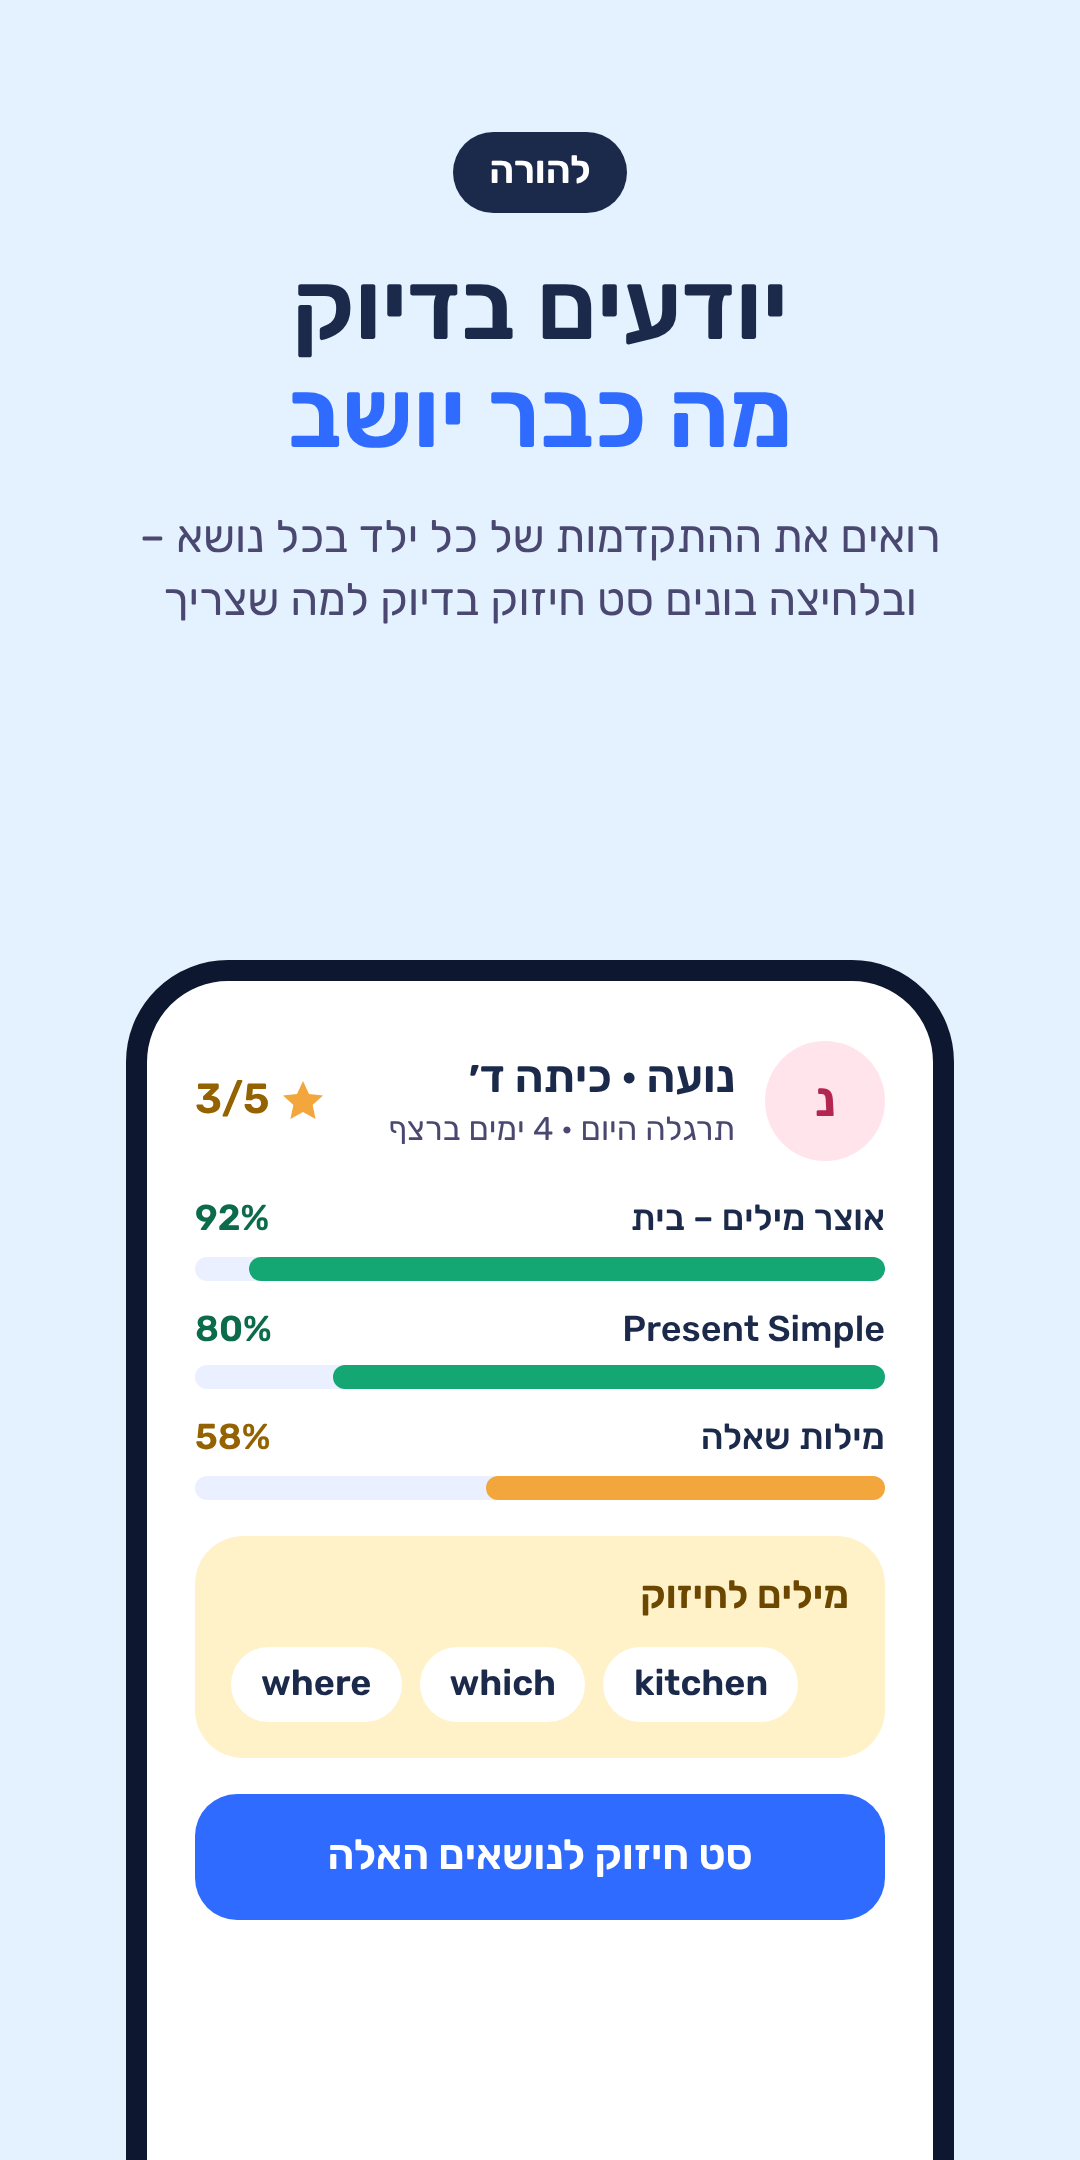 להורה
יודעים בדיוק
מה כבר יושב
רואים את ההתקדמות של כל ילד בכל נושא –
ובלחיצה בונים סט חיזוק בדיוק למה שצריך
נ
נועה • כיתה ד׳
תרגלה היום • 4 ימים ברצף
3/5
אוצר מילים – בית
92%
Present Simple
80%
מילות שאלה
58%
מילים לחיזוק
kitchen which where
סט חיזוק לנושאים האלה